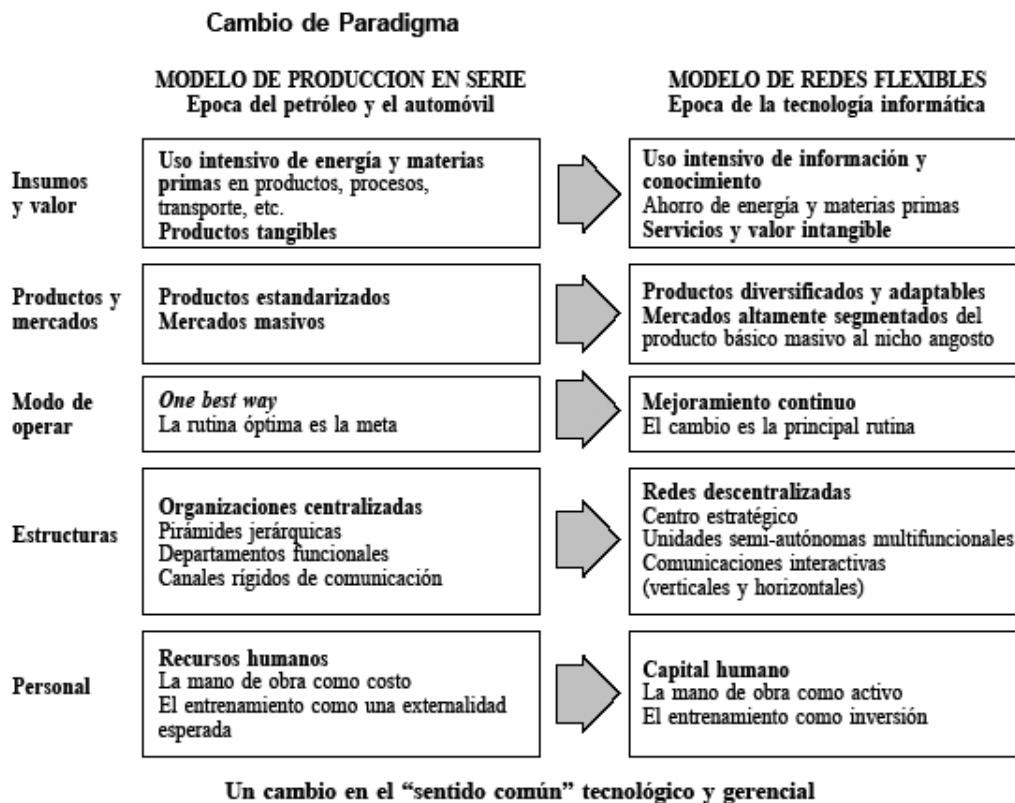 Cambio de Paradigma
MODELO DE PRODUCCION EN SERIE
Epoca del petróleo y el automóvil
MODELO DE REDES FLEXIBLES
Epoca de la tecnología informática
Insumos
y valor
Uso intensivo de energía y materias
primas en productos, procesos,
transporte, etc.
Productos tangibles
Uso intensivo de información y
conocimiento
Ahorro de energía y materias primas
Servicios y valor intangible
Productos y
mercados
Productos estandarizados
Mercados masivos
Productos diversificados y adaptables
Mercados altamente segmentados del
producto básico masivo al nicho angosto
Modo de
operar
One best way
La rutina óptima es la meta
Mejoramiento continuo
El cambio es la principal rutina
Estructuras
Organizaciones centralizadas
Pirámides jerárquicas
Departamentos funcionales
Canales rígidos de comunicación
Redes descentralizadas
Centro estratégico
Unidades semi-autónomas multifuncionales
Comunicaciones interactivas
(verticales y horizontales)
Personal
Recursos humanos
La mano de obra como costo
El entrenamiento como una externalidad
esperada
Capital humano
La mano de obra como activo
El entrenamiento como inversión
Un cambio en el “sentido común” tecnológico y gerencial